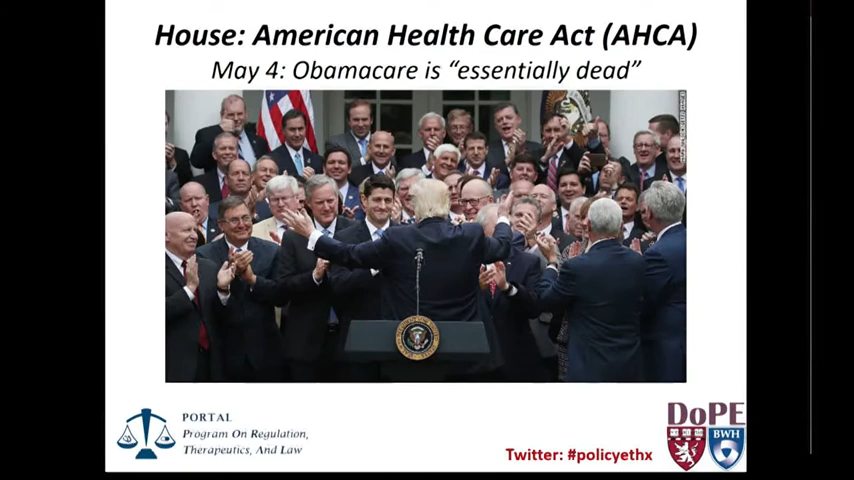 House: American Health Care Act (AHCA)
May 4: Obamacare is “essentially dead”
PORTAL
Program On Regulation,
Therapeutics, And Law
Twitter: #policyethx
DoPE
BWH